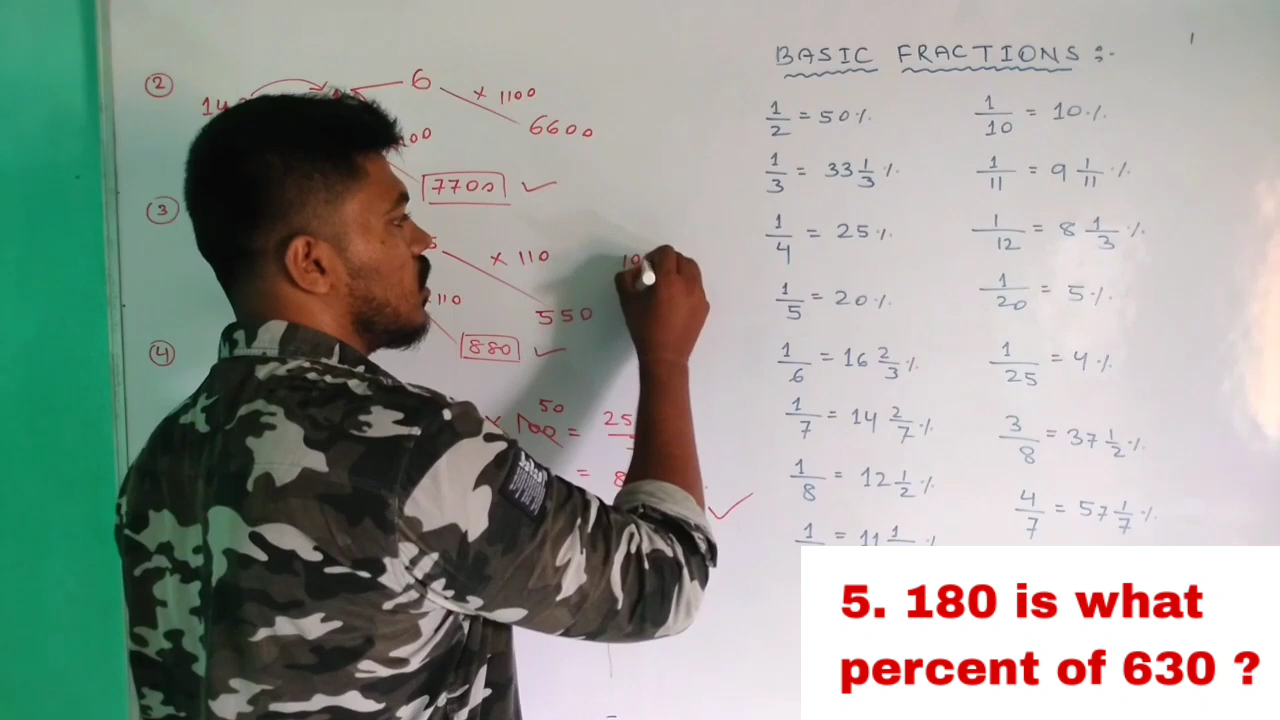 BASIC FRACTIONS :-
② 6 × 1100
6600
7700
③ × 110
110
550
880
④
50
× 100 =
=
1/2 = 50%
1/3 = 33 1/3 %
1/4 = 25%
1/5 = 20%
1/6 = 16 2/3 %
1/7 = 14 2/7 %
1/8 = 12 1/2 %
1/10 = 10%
1/11 = 9 1/11 %
1/12 = 8 1/3 %
1/20 = 5%
1/25 = 4%
3/8 = 37 1/2 %
4/7 = 57 1/7 %
5. 180 is what
percent of 630 ?